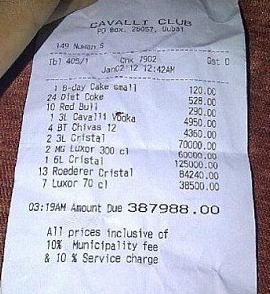 CAVALLI CLUB
PO Box. 26057, Dubai
149 Numan S
Tbl 405/1 Chk 7902 Gst 0
Jan02'12 12:42AM
1 B-day Cake small 120.00
24 Diet Coke 528.00
10 Red Bull 290.00
1 3L Cavalli Vodka 4950.00
4 BT Chivas 12 4360.00
2 3L Cristal 70000.00
2 MG Luxor 300 cl 60000.00
1 6L Cristal 125000.00
13 Roederer Cristal 84240.00
7 Luxor 70 cl 38500.00
03:19AM Amount Due 387988.00
All prices inclusive of
10% Municipality fee
& 10 % Service charge